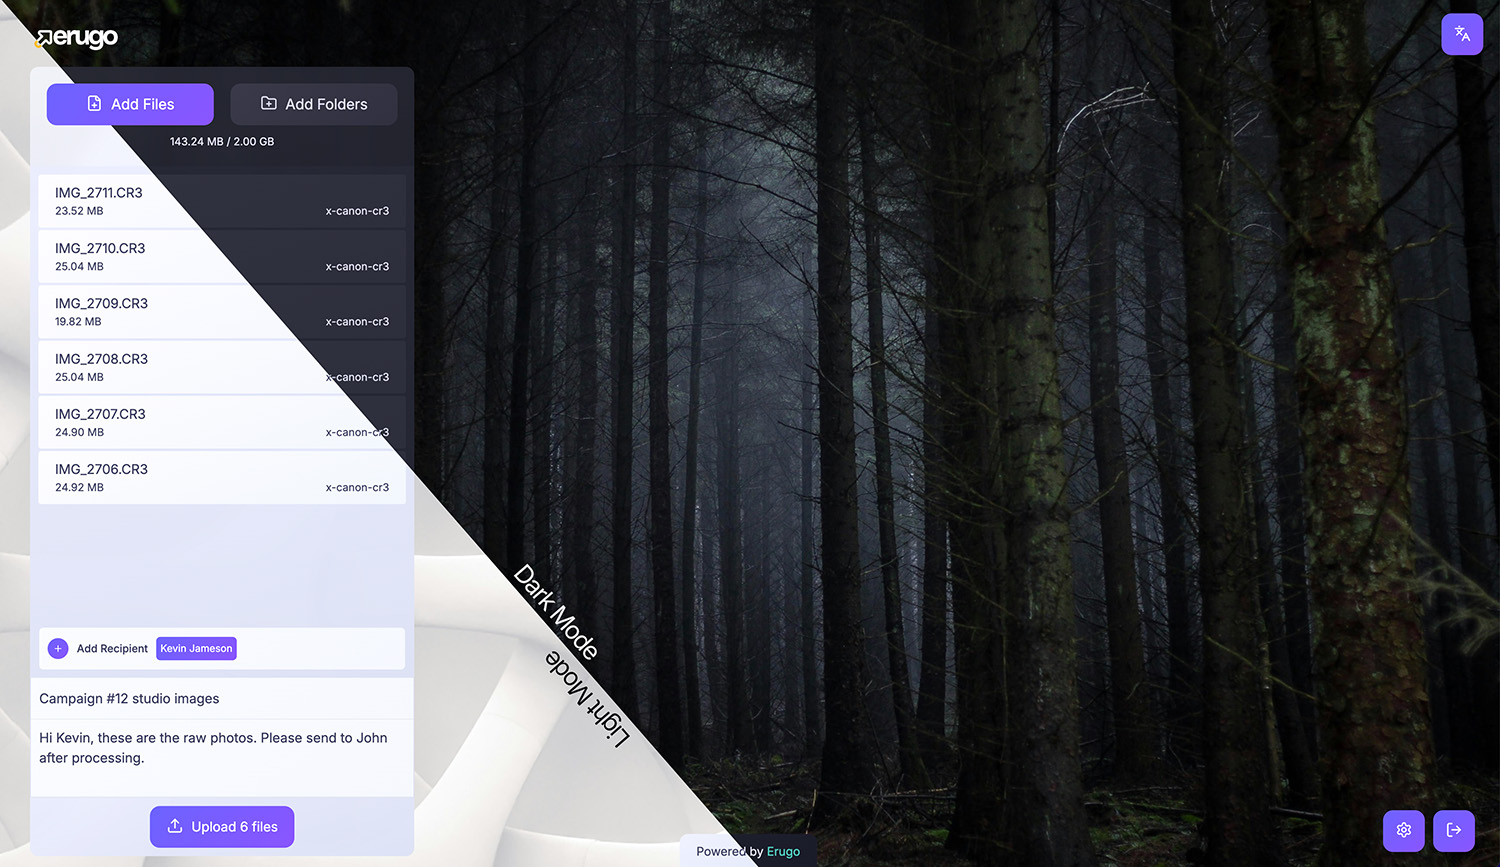 erugo
Add Files
Add Folders
143.24 MB / 2.00 GB
IMG_2711.CR3
23.52 MB
x-canon-cr3
IMG_2710.CR3
25.04 MB
x-canon-cr3
IMG_2709.CR3
19.82 MB
x-canon-cr3
IMG_2708.CR3
25.04 MB
x-canon-cr3
IMG_2707.CR3
24.90 MB
x-canon-cr3
IMG_2706.CR3
24.92 MB
x-canon-cr3
Dark Mode
Light Mode
Add Recipient
Kevin Jameson
Campaign #12 studio images
Hi Kevin, these are the raw photos. Please send to John
after processing.
Upload 6 files
Powered by Erugo